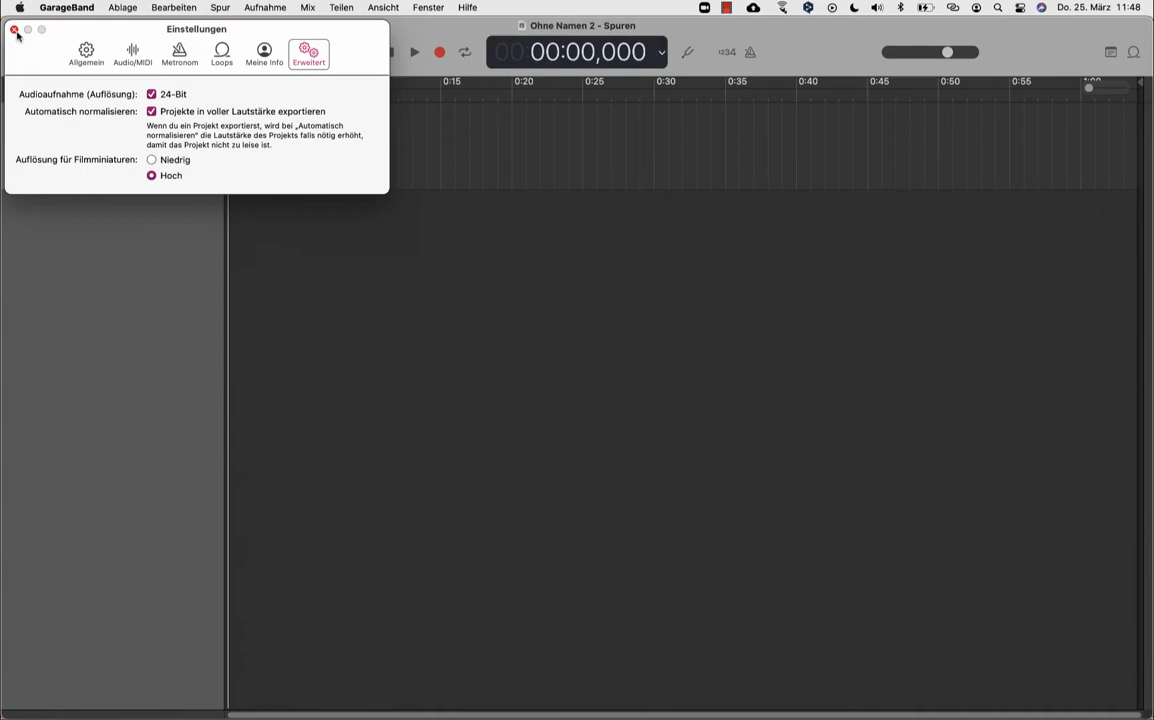 GarageBand Ablage Bearbeiten Spur Aufnahme Mix Teilen Ansicht Fenster Hilfe Do. 25. März 11:48
Einstellungen
Ohne Namen 2 - Spuren
Allgemein Audio/MIDI Metronom Loops Meine Info Erweitert
00:00,000
1234
0:15 0:20 0:25 0:30 0:35 0:40 0:45 0:50 0:55 1:00
Audioaufnahme (Auflösung): 24-Bit
Automatisch normalisieren: Projekte in voller Lautstärke exportieren
Wenn du ein Projekt exportierst, wird bei „Automatisch
normalisieren“ die Lautstärke des Projekts falls nötig erhöht,
damit das Projekt nicht zu leise ist.
Auflösung für Filmminiaturen: Niedrig
Hoch